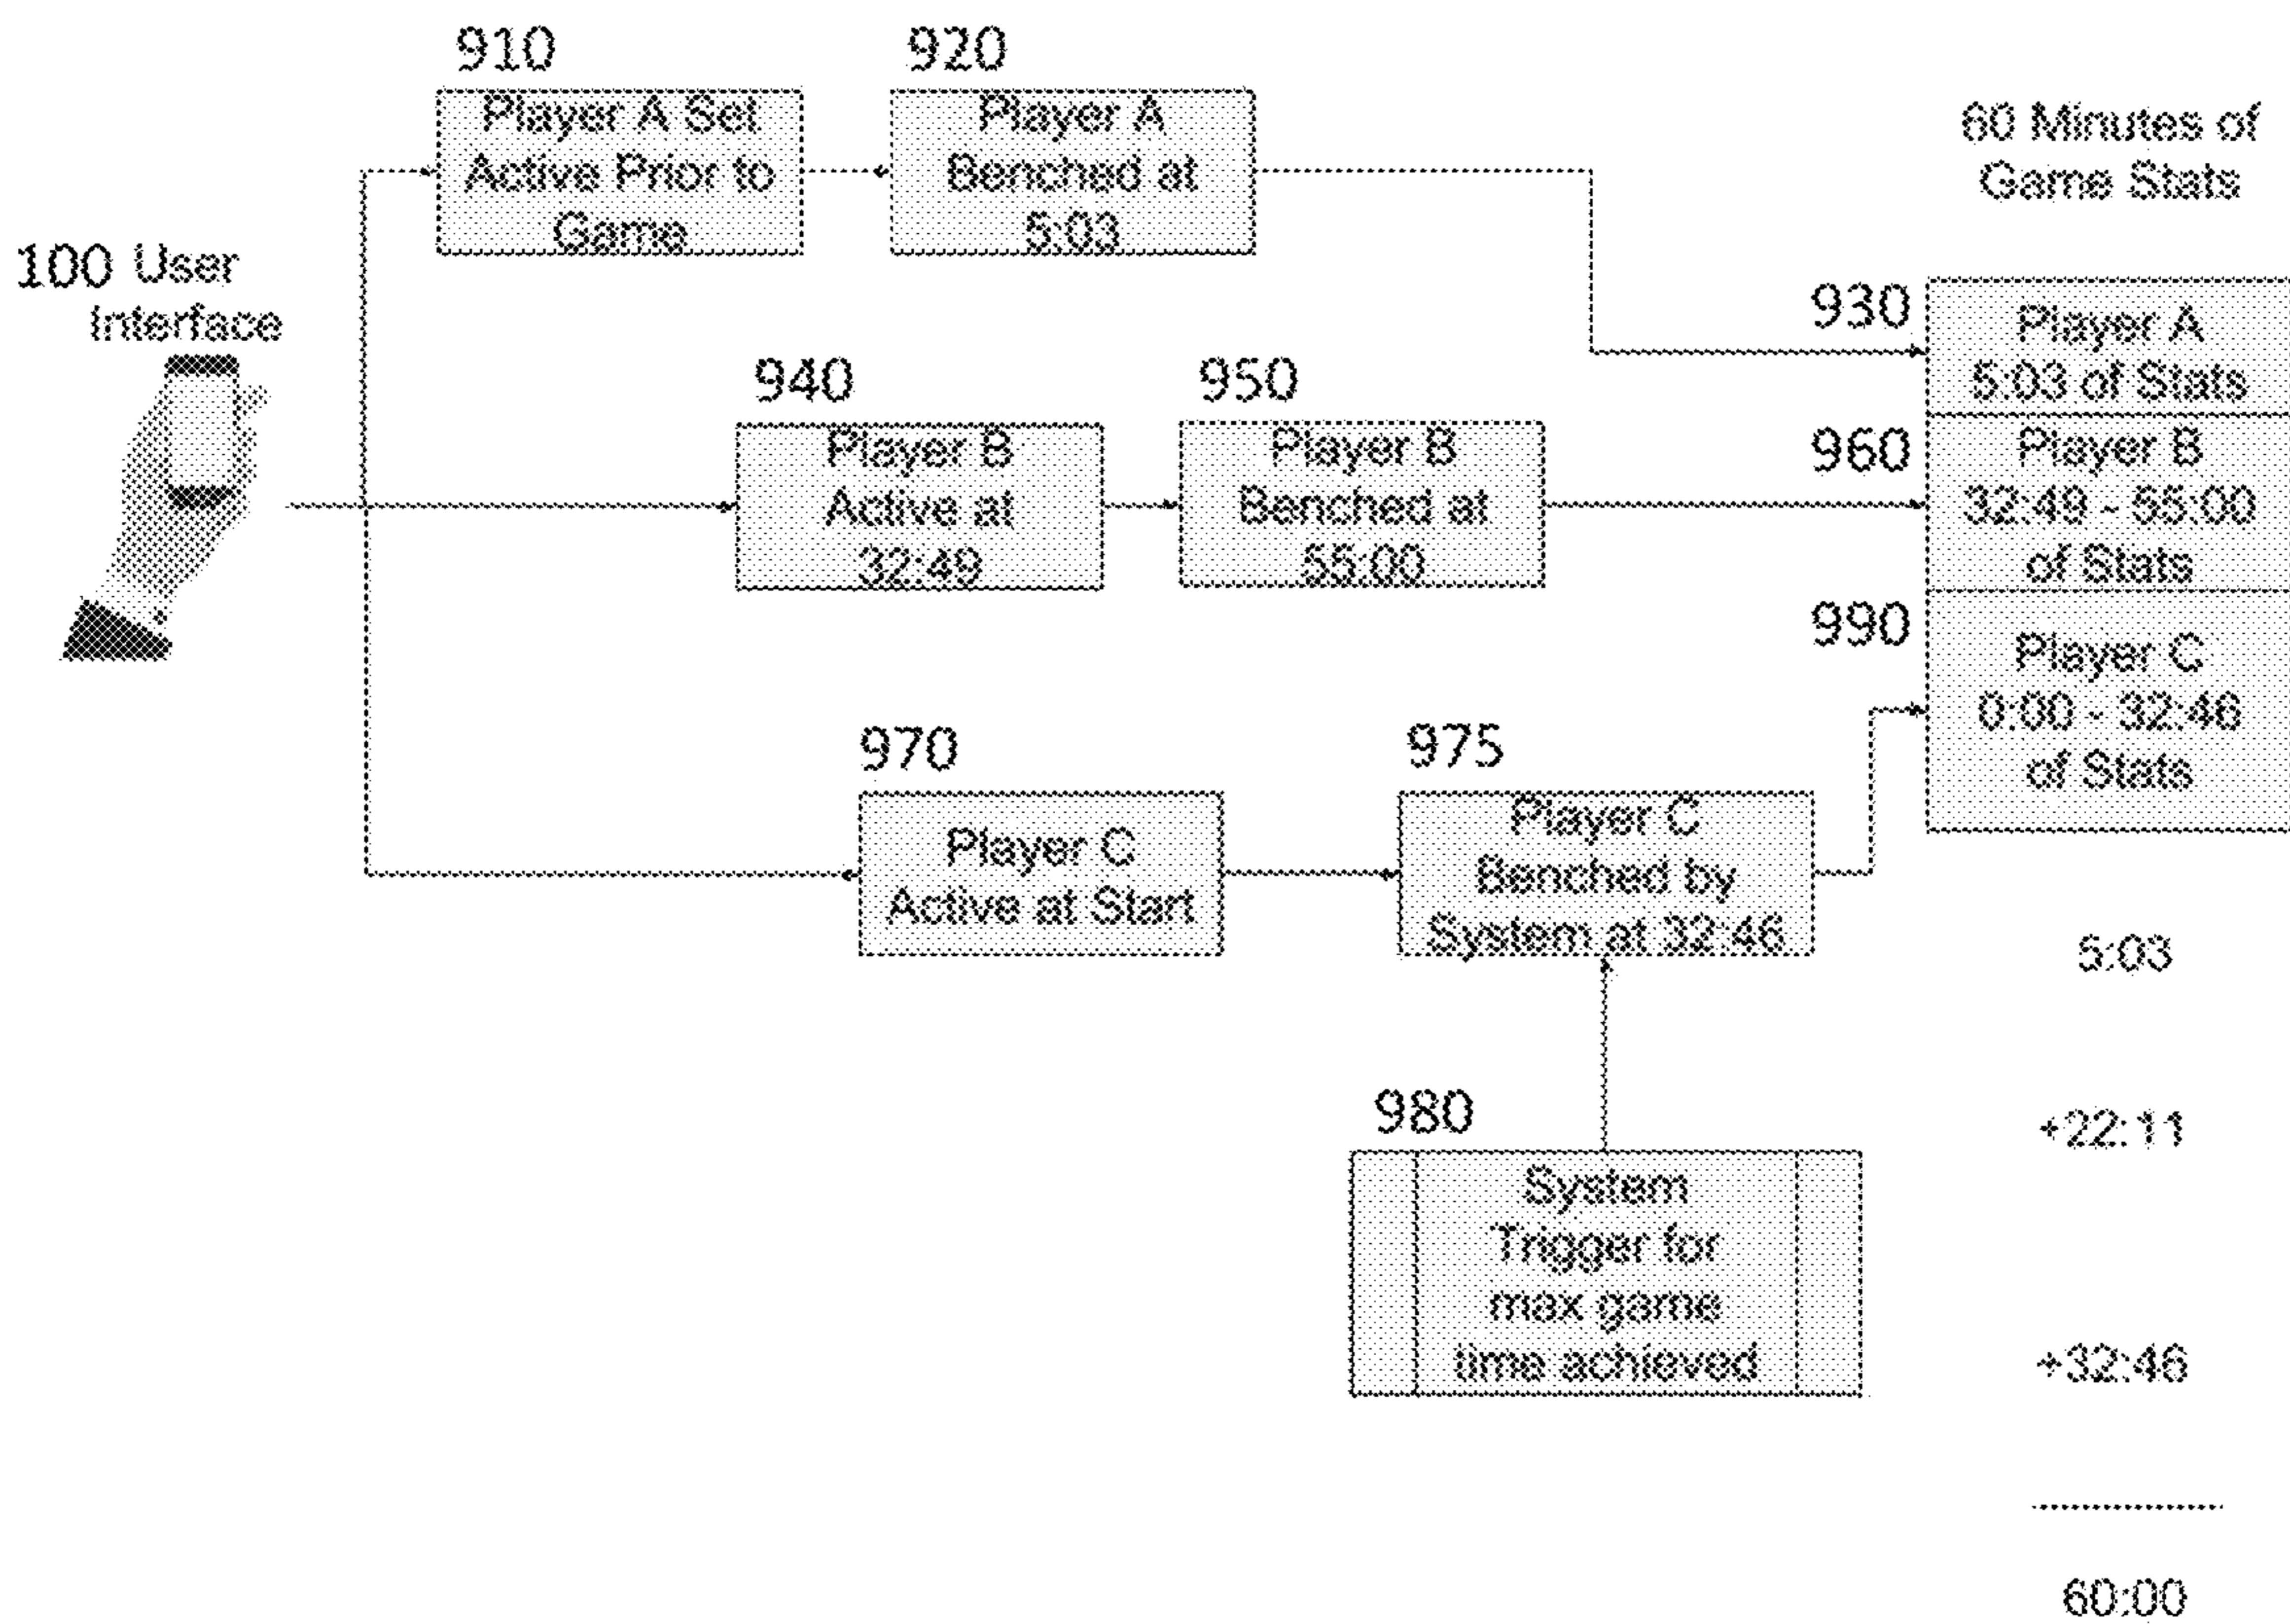 910
Player A Set
Active Prior to
Game
920
Player A
Benched at
5:03
60 Minutes of
Game Stats
100 User
Interface
930
Player A
5:03 of Stats
940
Player B
Active at
32:49
950
Player B
Benched at
55:00
960
Player B
32:49 - 55:00
of Stats
990
Player C
0:00 - 32:46
of Stats
970
Player C
Active at Start
975
Player C
Benched by
System at 32:46
980
System
Trigger for
max game
time achieved
5:03
+22:11
+32:46
60:00